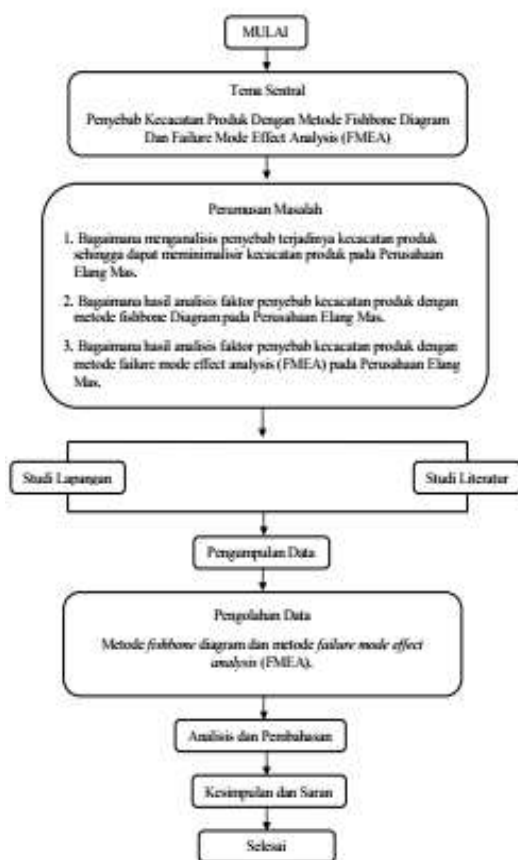 MULAI
Tema Sentral
Penyebab Kecacatan Produk Dengan Metode Fishbone Diagram
Dan Failure Mode Effect Analysis (FMEA)
Perumusan Masalah
1. Bagaimana menganalisis penyebab terjadinya kecacatan produk
sehingga dapat meminimalisir kecacatan produk pada Perusahaan
Elang Mas.
2. Bagaimana hasil analisis faktor penyebab kecacatan produk dengan
metode fishbone Diagram pada Perusahaan Elang Mas.
3. Bagaimana hasil analisis faktor penyebab kecacatan produk dengan
metode failure mode effect analysis (FMEA) pada Perusahaan Elang
Mas.
Studi Lapangan
Studi Literatur
Pengumpulan Data
Pengolahan Data
Metode fishbone diagram dan metode failure mode effect
analysis (FMEA).
Analisis dan Pembahasan
Kesimpulan dan Saran
Selesai